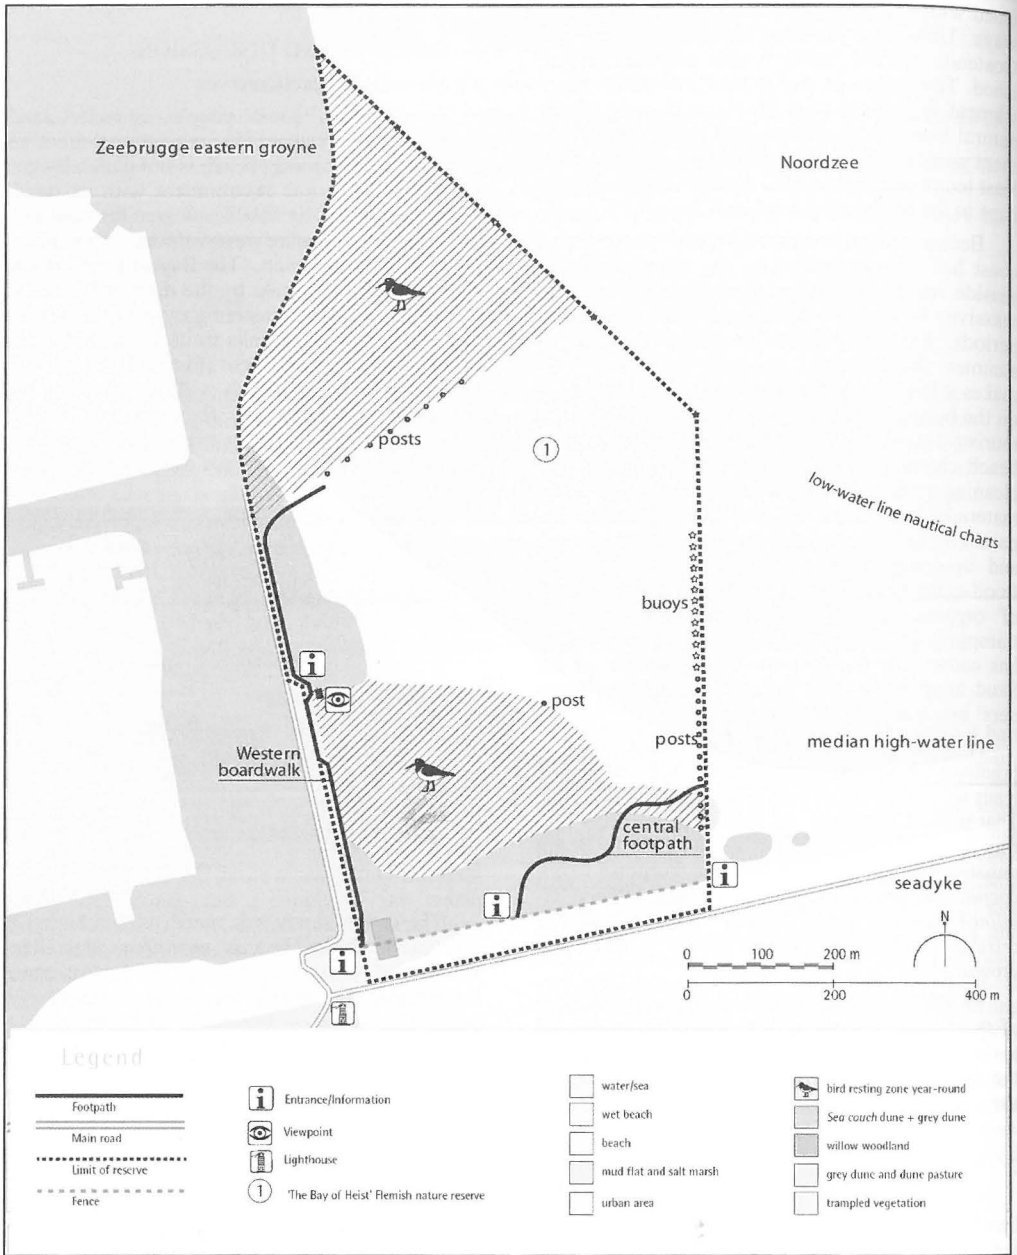 Zeebrugge eastern groyne
Noordzee
posts
1
low-water line nautical charts
buoys
i
post
posts
median high-water line
Western
boardwalk
central
footpath
i
seadyke
i
N
i
0 100 200 m
0 200 400 m
Legend
Footpath
Main road
Limit of reserve
Fence
i Entrance/Information
Viewpoint
Lighthouse
1 'The Bay of Heist' Flemish nature reserve
water/sea
wet beach
beach
mud flat and salt marsh
urban area
bird resting zone year-round
Sea couch dune + grey dune
willow woodland
grey dune and dune pasture
trampled vegetation